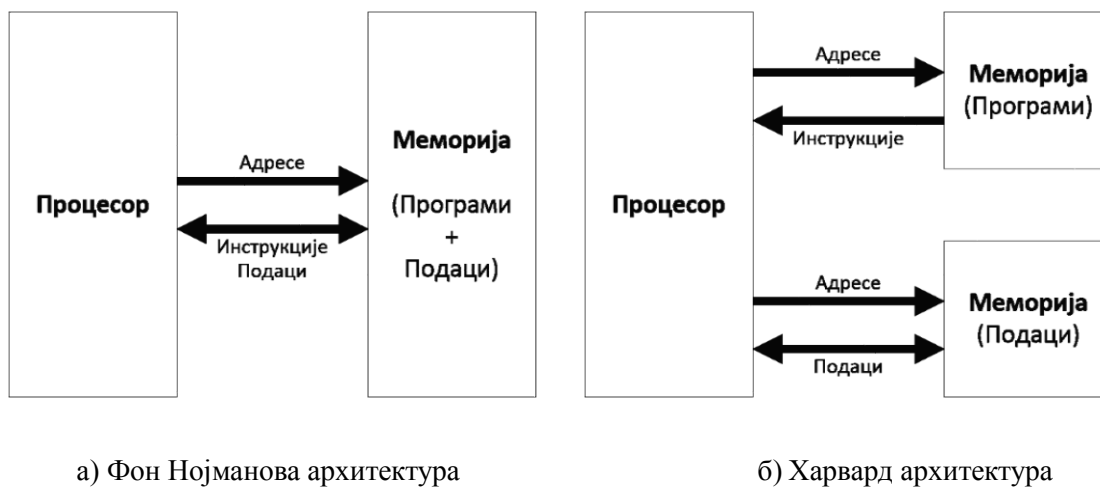 Процесор
Адресе
Инструкције
Подаци
Меморија
(Програми
+
Подаци)
Процесор
Адресе
Инструкције
Меморија
(Програми)
Адресе
Подаци
Меморија
(Подаци)
а) Фон Нојманова архитектура
б) Харвард архитектура